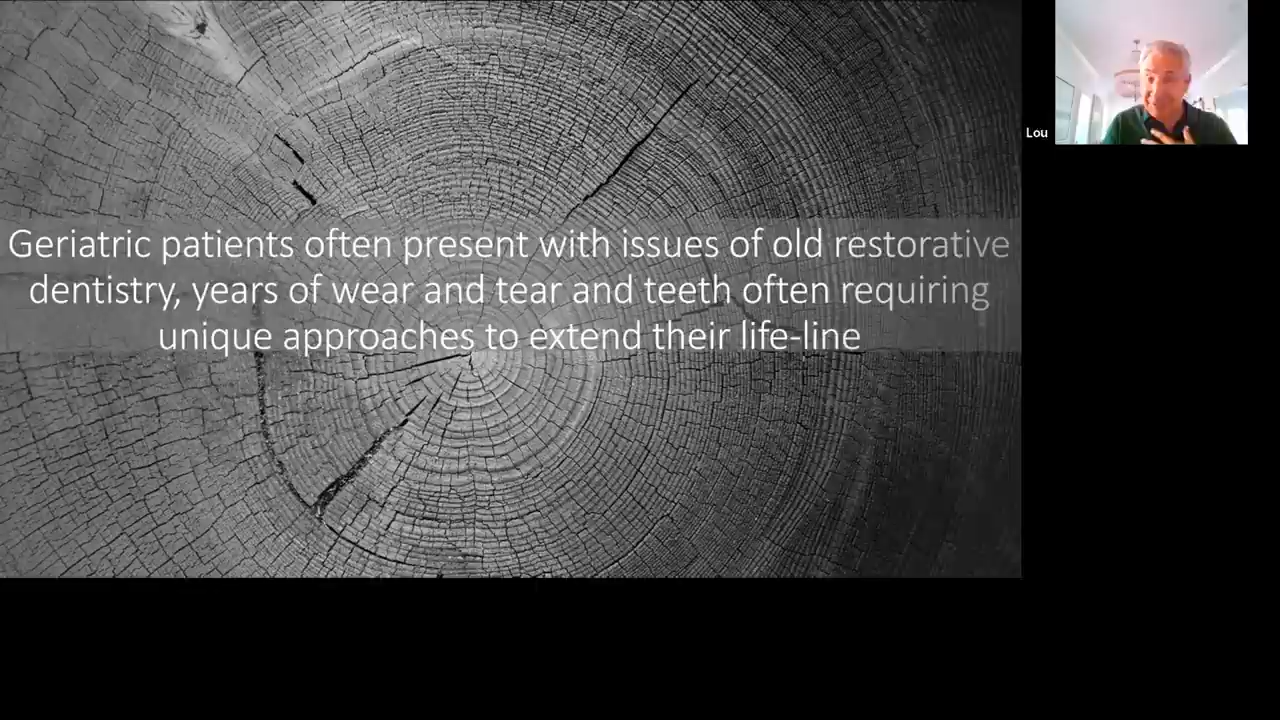 Geriatric patients often present with issues of old restorative
dentistry, years of wear and tear and teeth often requiring
unique approaches to extend their life-line
Lou